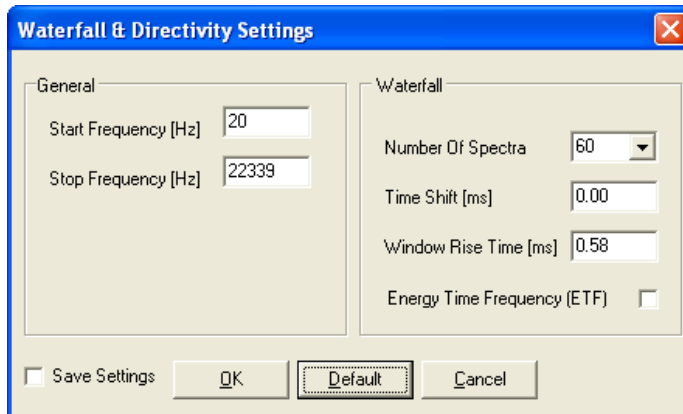 Waterfall & Directivity Settings
General
Start Frequency [Hz] 20
Stop Frequency [Hz] 22339
Waterfall
Number Of Spectra 60
Time Shift [ms] 0.00
Window Rise Time [ms] 0.58
Energy Time Frequency (ETF)
Save Settings OK Default Cancel